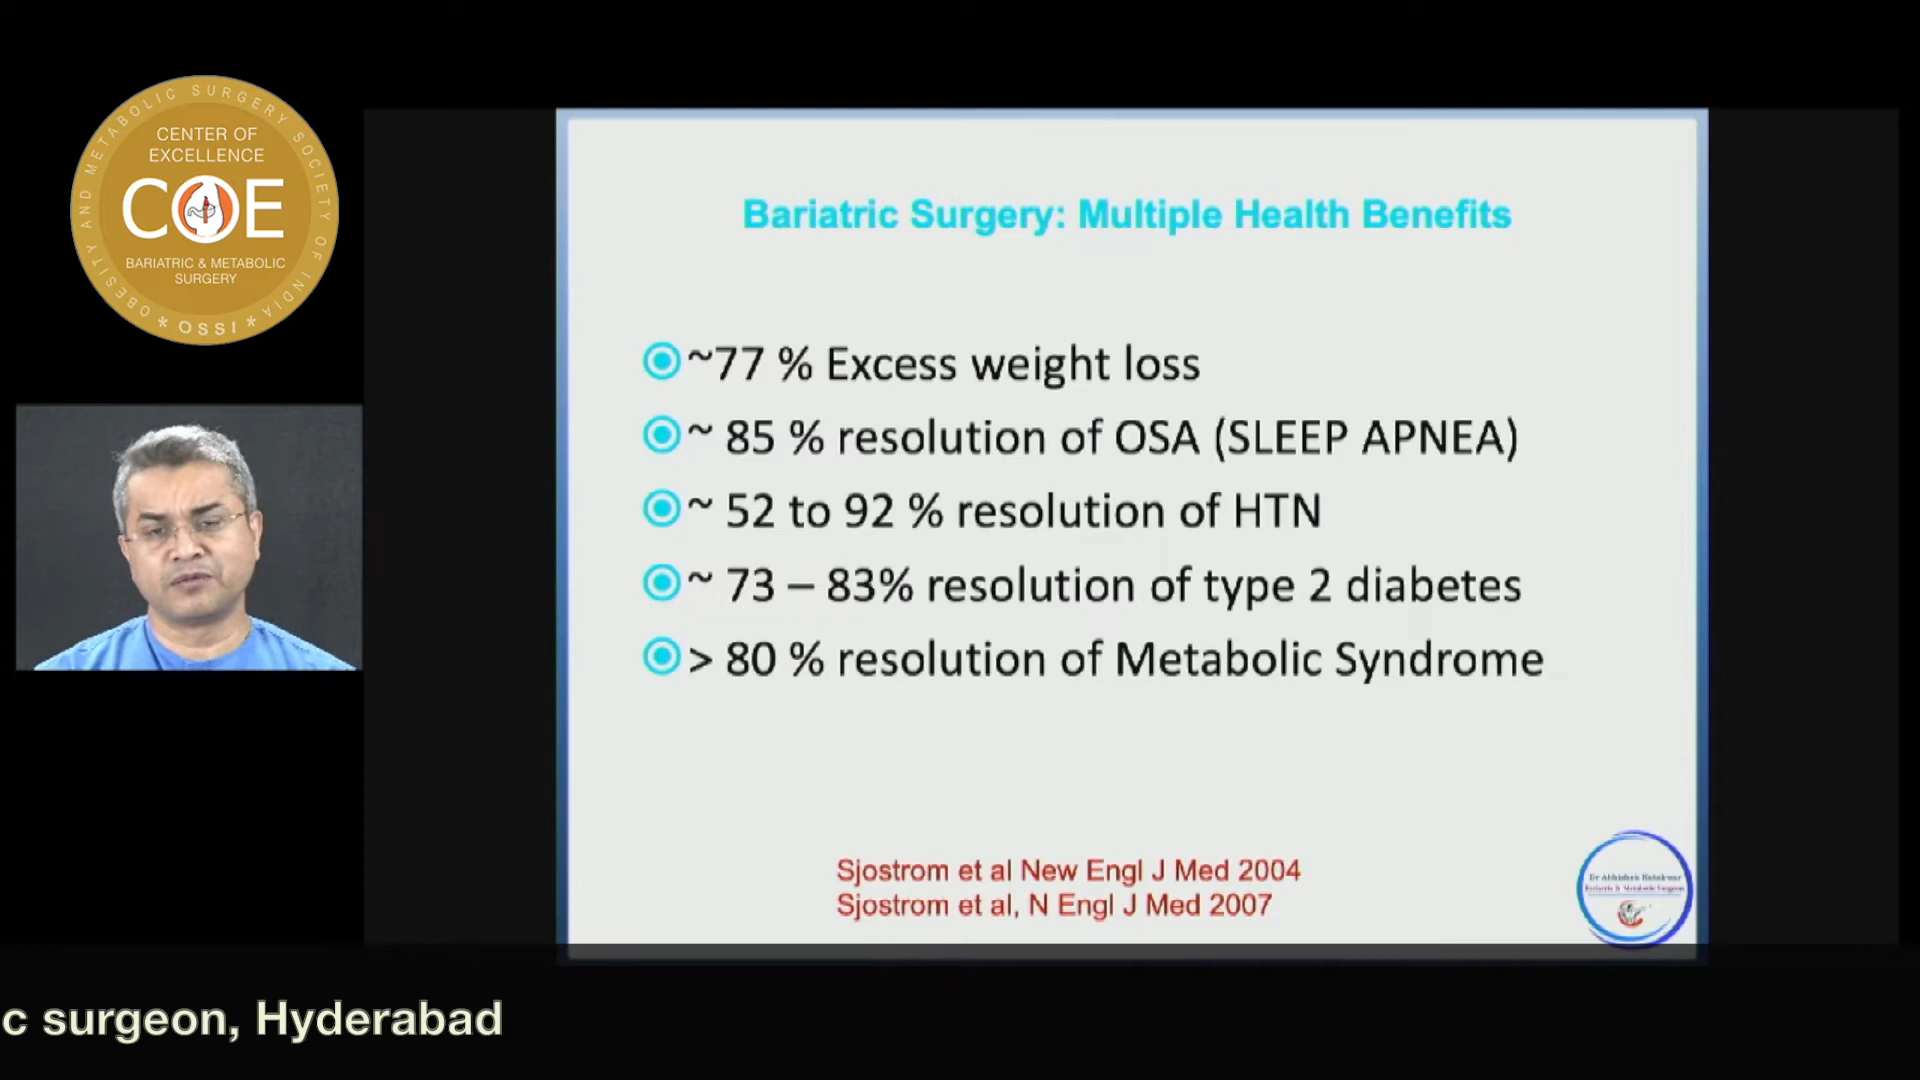 OBESITY AND METABOLIC SURGERY SOCIETY OF INDIA
CENTER OF
EXCELLENCE
COE
BARIATRIC & METABOLIC
SURGERY
* OSSI *
Bariatric Surgery: Multiple Health Benefits
~77 % Excess weight loss
~ 85 % resolution of OSA (SLEEP APNEA)
~ 52 to 92 % resolution of HTN
~ 73 – 83% resolution of type 2 diabetes
> 80 % resolution of Metabolic Syndrome
Sjostrom et al New Engl J Med 2004
Sjostrom et al, N Engl J Med 2007
Bariatric & Metabolic Surgeon
c surgeon, Hyderabad